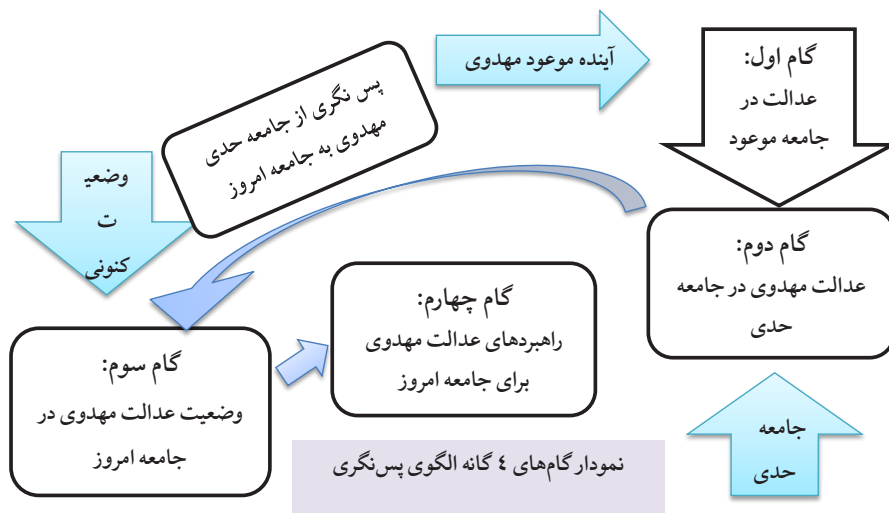 آینده موعود مهدوی
گام اول:
عدالت در
جامعه موعود
پس نگری از جامعه حدی
مهدوی به جامعه امروز
وضعی
ت
کنونی
گام دوم:
عدالت مهدوی در جامعه
حدی
گام چهارم:
راهبردهای عدالت مهدوی
برای جامعه امروز
گام سوم:
وضعیت عدالت مهدوی در
جامعه امروز
جامعه
حدی
نمودار گام‌های ٤ گانه الگوی پس‌نگری